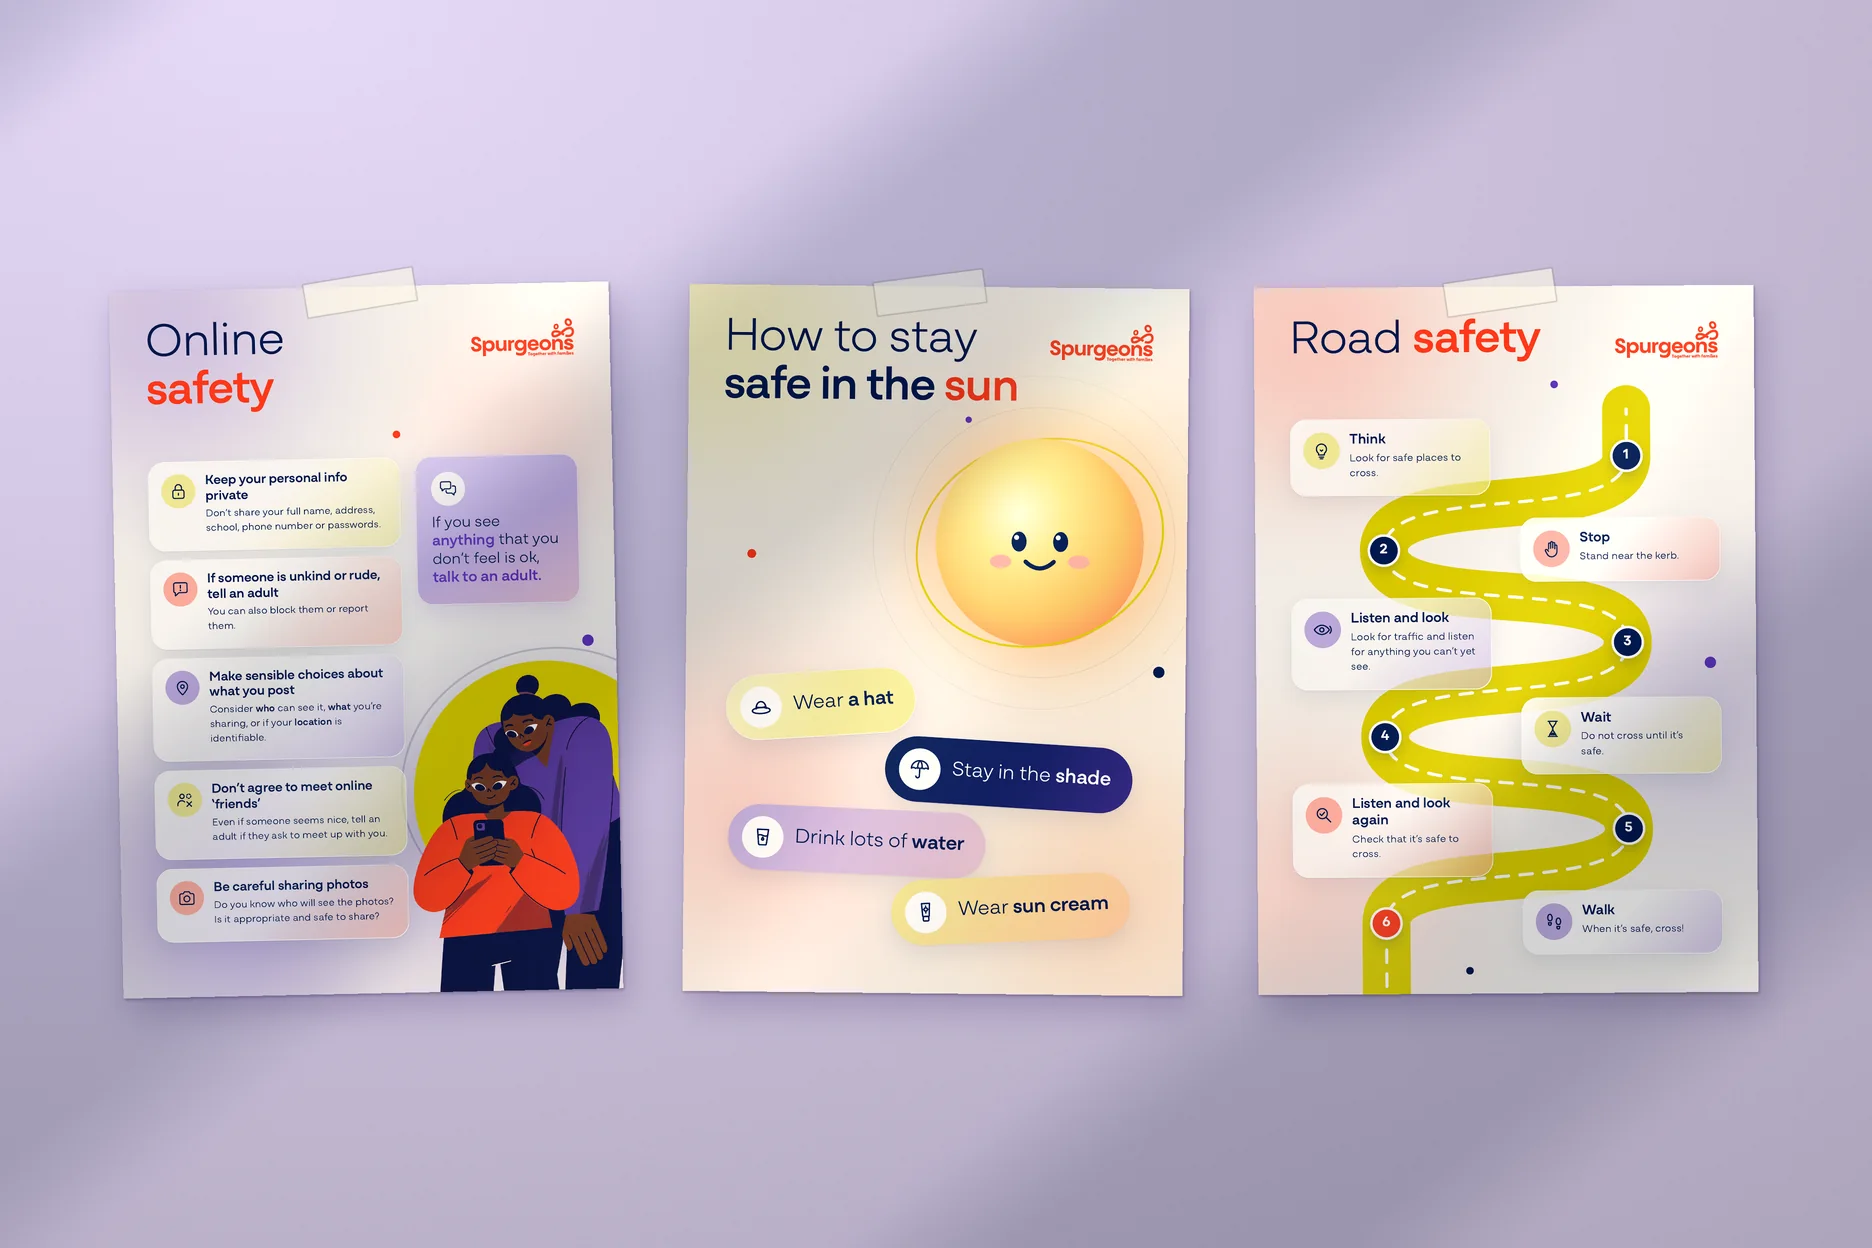 Online
safety
Spurgeons
Together with families
Keep your personal info
private
Don't share your full name, address,
school, phone number or passwords.
If someone is unkind or rude,
tell an adult
You can also block them or report
them.
Make sensible choices about
what you post
Consider who can see it, what you're
sharing, or if your location is
identifiable.
Don't agree to meet online
'friends'
Even if someone seems nice, tell an
adult if they ask to meet up with you.
Be careful sharing photos
Do you know who will see the photos?
Is it appropriate and safe to share?
If you see
anything that you
don't feel is ok,
talk to an adult.
How to stay
safe in the sun
Spurgeons
Together with families
Wear a hat
Stay in the shade
Drink lots of water
Wear sun cream
Road safety
Spurgeons
Together with families
1
Think
Look for safe places to
cross.
2
Stop
Stand near the kerb.
3
Listen and look
Look for traffic and listen
for anything you can't yet
see.
4
Wait
Do not cross until it's
safe.
5
Listen and look
again
Check that it's safe to
cross.
6
Walk
When it's safe, cross!